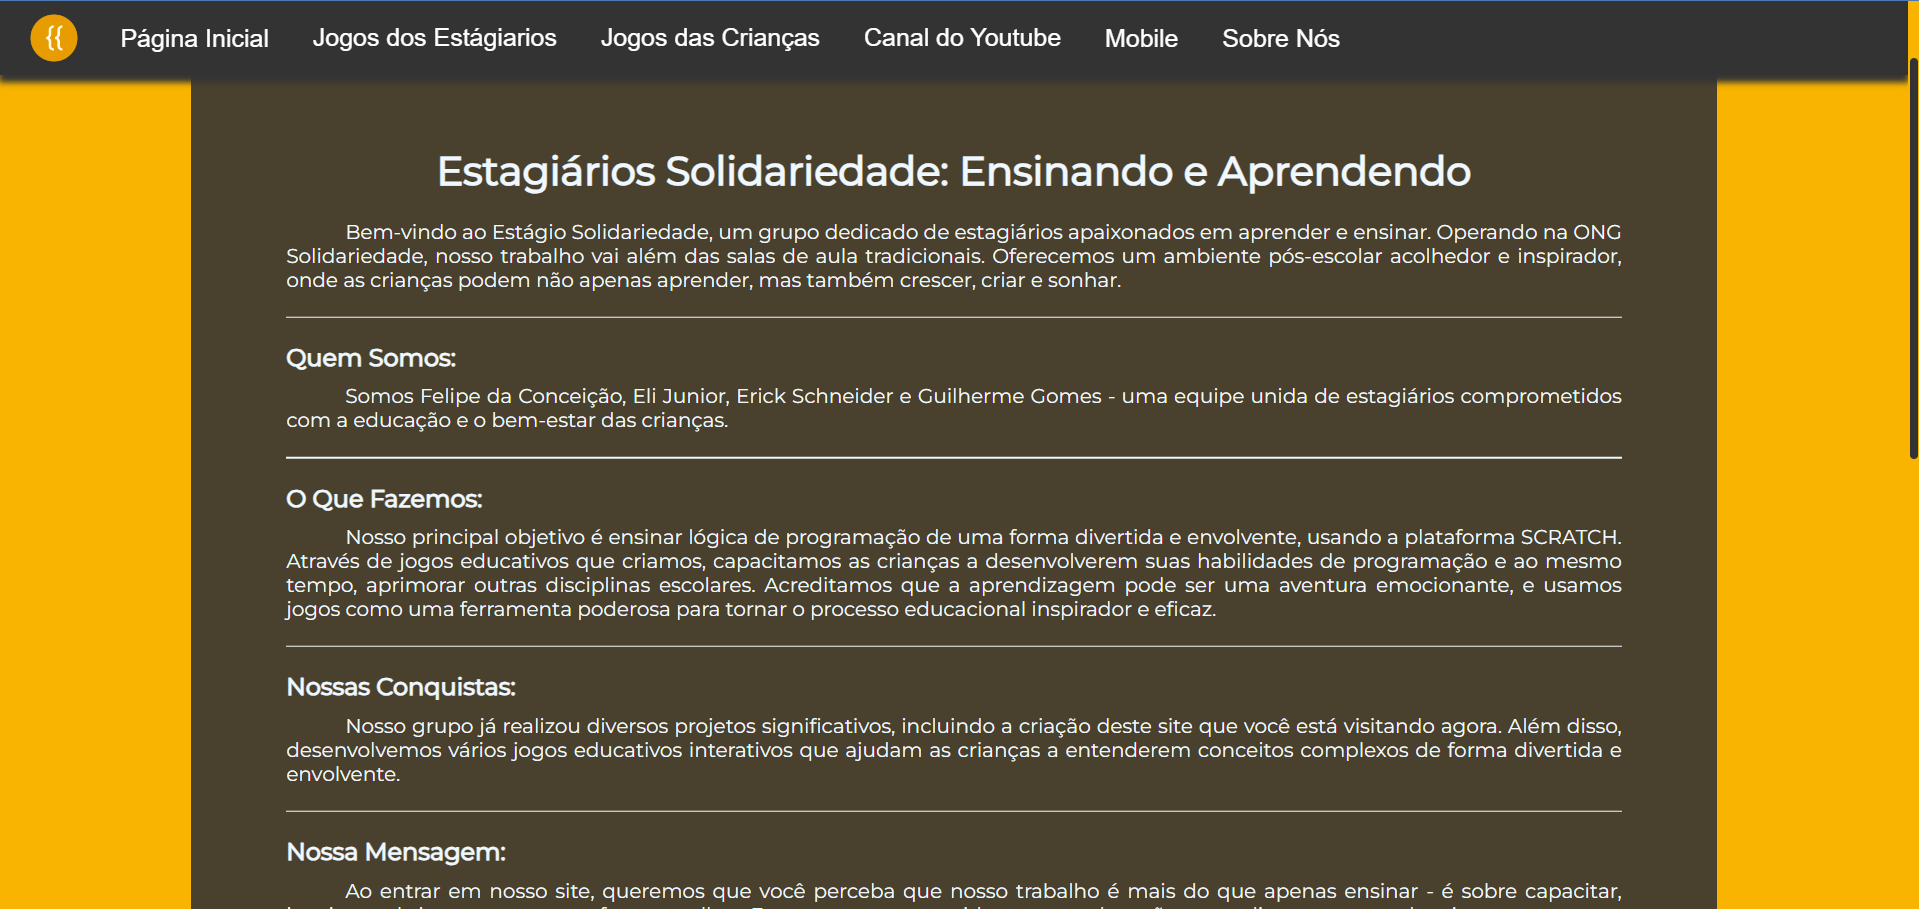 {{
Página Inicial
Jogos dos Estágiarios
Jogos das Crianças
Canal do Youtube
Mobile
Sobre Nós
Estagiários Solidariedade: Ensinando e Aprendendo
Bem-vindo ao Estágio Solidariedade, um grupo dedicado de estagiários apaixonados em aprender e ensinar. Operando na ONG
Solidariedade, nosso trabalho vai além das salas de aula tradicionais. Oferecemos um ambiente pós-escolar acolhedor e inspirador,
onde as crianças podem não apenas aprender, mas também crescer, criar e sonhar.
Quem Somos:
Somos Felipe da Conceição, Eli Junior, Erick Schneider e Guilherme Gomes - uma equipe unida de estagiários comprometidos
com a educação e o bem-estar das crianças.
O Que Fazemos:
Nosso principal objetivo é ensinar lógica de programação de uma forma divertida e envolvente, usando a plataforma SCRATCH.
Através de jogos educativos que criamos, capacitamos as crianças a desenvolverem suas habilidades de programação e ao mesmo
tempo, aprimorar outras disciplinas escolares. Acreditamos que a aprendizagem pode ser uma aventura emocionante, e usamos
jogos como uma ferramenta poderosa para tornar o processo educacional inspirador e eficaz.
Nossas Conquistas:
Nosso grupo já realizou diversos projetos significativos, incluindo a criação deste site que você está visitando agora. Além disso,
desenvolvemos vários jogos educativos interativos que ajudam as crianças a entenderem conceitos complexos de forma divertida e
envolvente.
Nossa Mensagem:
Ao entrar em nosso site, queremos que você perceba que nosso trabalho é mais do que apenas ensinar - é sobre capacitar,